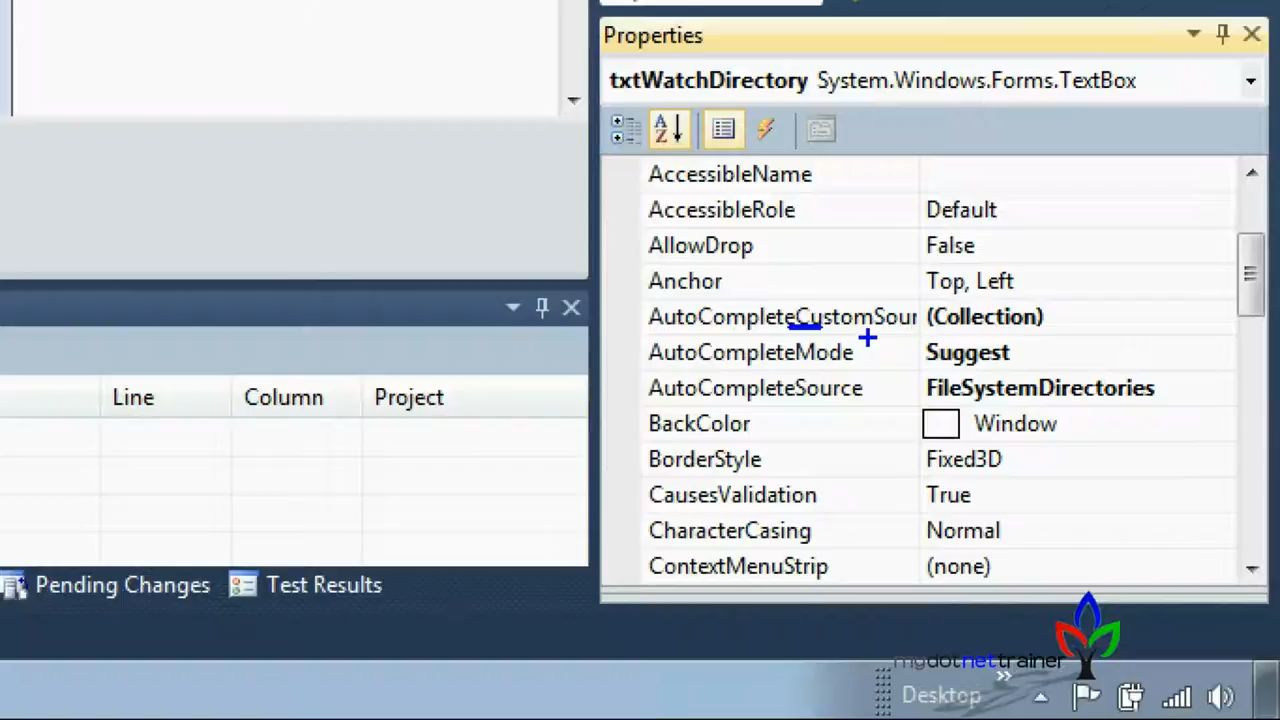 Properties
txtWatchDirectory System.Windows.Forms.TextBox
AccessibleName
AccessibleRole Default
AllowDrop False
Anchor Top, Left
AutoCompleteCustomSour (Collection)
AutoCompleteMode Suggest
AutoCompleteSource FileSystemDirectories
BackColor Window
BorderStyle Fixed3D
CausesValidation True
CharacterCasing Normal
ContextMenuStrip (none)
Line Column Project
Pending Changes Test Results
mydotnettrainer
Desktop